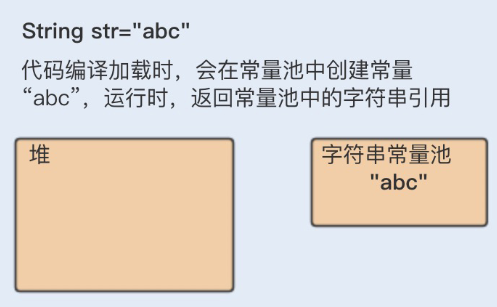 String str="abc"
代码编译加载时，会在常量池中创建常量
“abc”，运行时，返回常量池中的字符串引用
堆
字符串常量池
"abc"